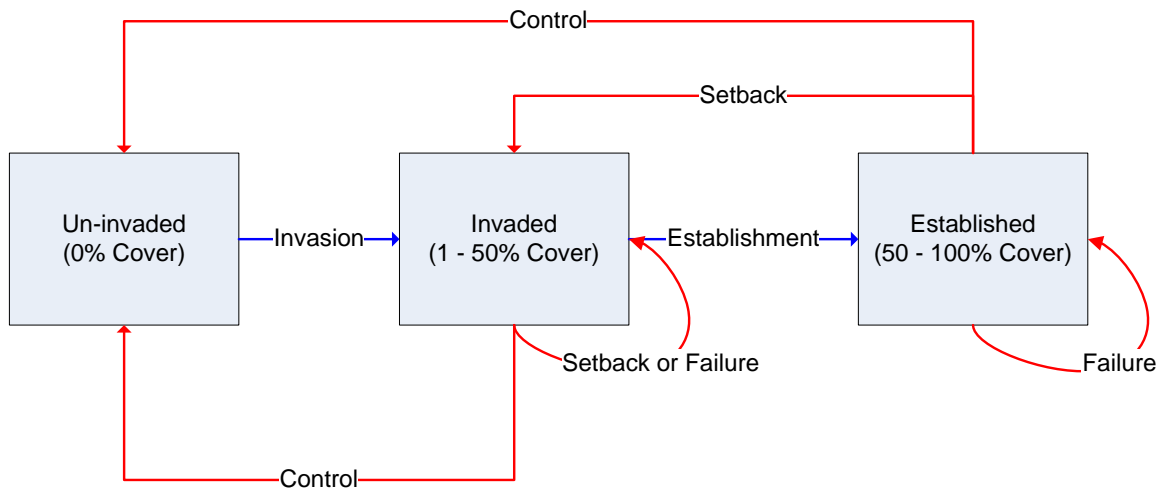 Control
Setback
Un-invaded
(0% Cover)
Invasion
Invaded
(1 - 50% Cover)
Establishment
Established
(50 - 100% Cover)
Setback or Failure
Failure
Control